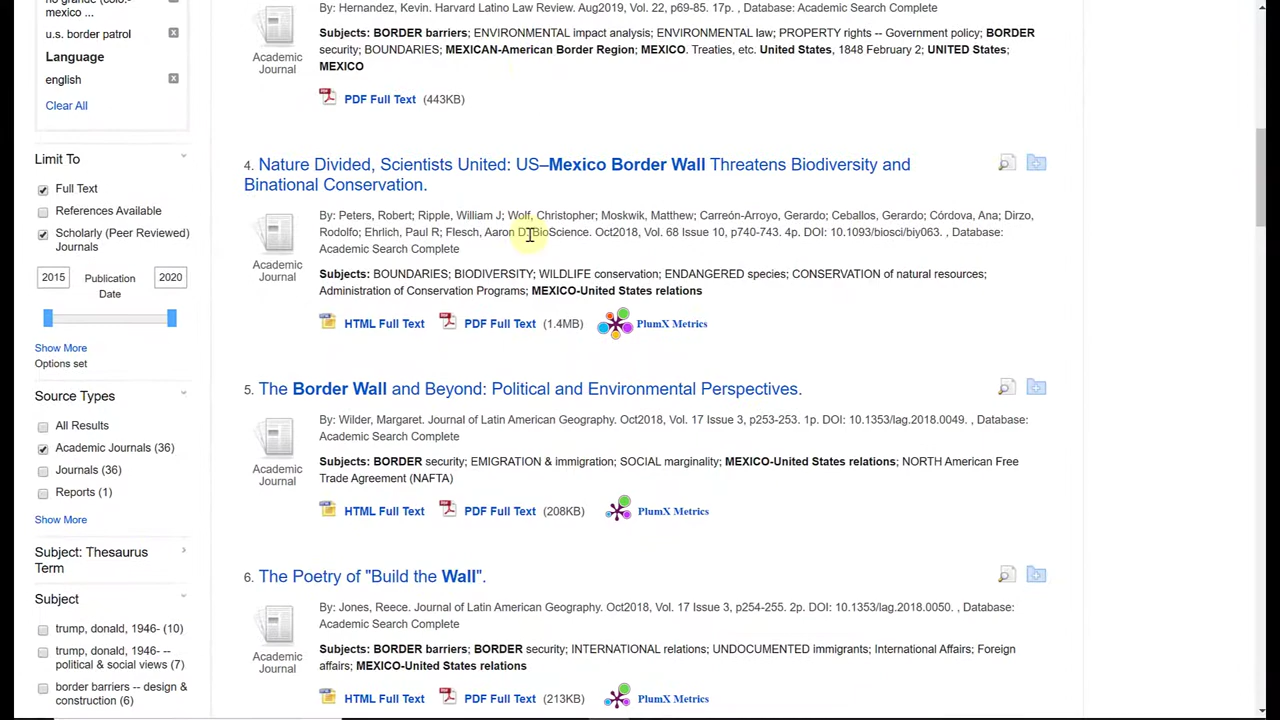 no grande (colo.-
mexico ...
u.s. border patrol
Language
english
Clear All
Limit To
Full Text
References Available
Scholarly (Peer Reviewed)
Journals
2015
Publication
Date
2020
Show More
Options set
Source Types
All Results
Academic Journals (36)
Journals (36)
Reports (1)
Show More
Subject: Thesaurus
Term
Subject
trump, donald, 1946- (10)
trump, donald, 1946- --
political & social views (7)
border barriers -- design &
construction (6)
By: Hernandez, Kevin. Harvard Latino Law Review. Aug2019, Vol. 22, p69-85. 17p. , Database: Academic Search Complete
Academic
Journal
Subjects: BORDER barriers; ENVIRONMENTAL impact analysis; ENVIRONMENTAL law; PROPERTY rights -- Government policy; BORDER
security; BOUNDARIES; MEXICAN-American Border Region; MEXICO. Treaties, etc. United States, 1848 February 2; UNITED States;
MEXICO
PDF Full Text (443KB)
4. Nature Divided, Scientists United: US–Mexico Border Wall Threatens Biodiversity and
Binational Conservation.
Academic
Journal
By: Peters, Robert; Ripple, William J; Wolf, Christopher; Moskwik, Matthew; Carreón-Arroyo, Gerardo; Ceballos, Gerardo; Córdova, Ana; Dirzo,
Rodolfo; Ehrlich, Paul R; Flesch, Aaron D. BioScience. Oct2018, Vol. 68 Issue 10, p740-743. 4p. DOI: 10.1093/biosci/biy063. , Database:
Academic Search Complete
Subjects: BOUNDARIES; BIODIVERSITY; WILDLIFE conservation; ENDANGERED species; CONSERVATION of natural resources;
Administration of Conservation Programs; MEXICO-United States relations
HTML Full Text PDF Full Text (1.4MB) PlumX Metrics
5. The Border Wall and Beyond: Political and Environmental Perspectives.
Academic
Journal
By: Wilder, Margaret. Journal of Latin American Geography. Oct2018, Vol. 17 Issue 3, p253-253. 1p. DOI: 10.1353/lag.2018.0049. , Database:
Academic Search Complete
Subjects: BORDER security; EMIGRATION & immigration; SOCIAL marginality; MEXICO-United States relations; NORTH American Free
Trade Agreement (NAFTA)
HTML Full Text PDF Full Text (208KB) PlumX Metrics
6. The Poetry of "Build the Wall".
Academic
Journal
By: Jones, Reece. Journal of Latin American Geography. Oct2018, Vol. 17 Issue 3, p254-255. 2p. DOI: 10.1353/lag.2018.0050. , Database:
Academic Search Complete
Subjects: BORDER barriers; BORDER security; INTERNATIONAL relations; UNDOCUMENTED immigrants; International Affairs; Foreign
affairs; MEXICO-United States relations
HTML Full Text PDF Full Text (213KB) PlumX Metrics